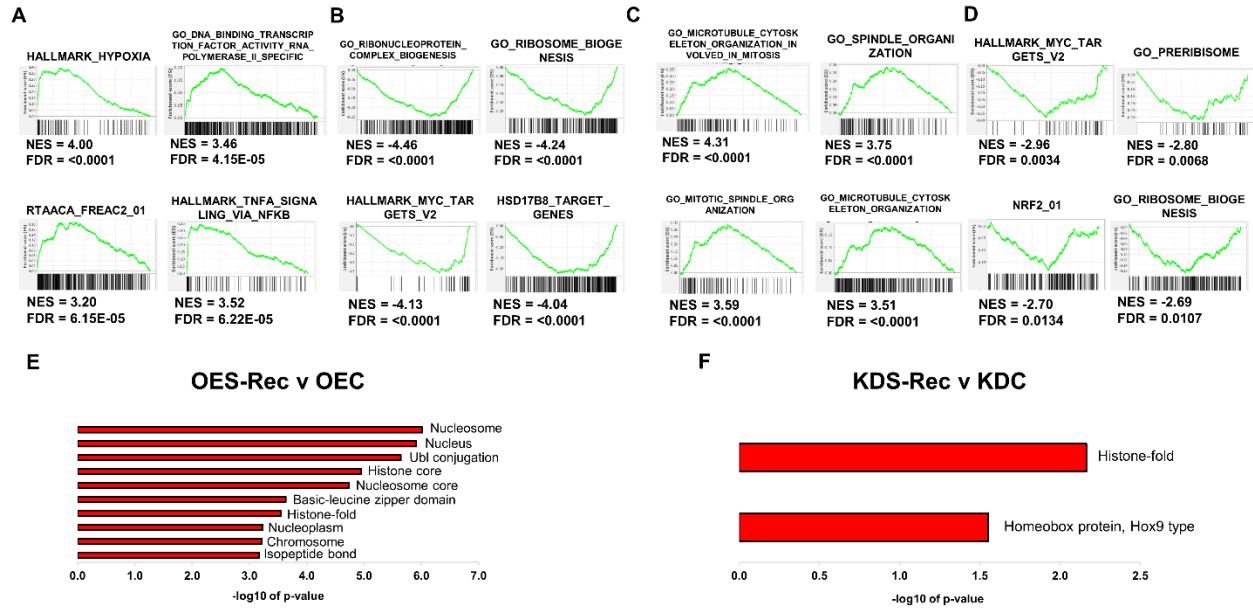 A
HALLMARK_HYPOXIA
NES = 4.00
FDR = <0.0001
GO_DNA_BINDING_TRANSCRIP
TION_FACTOR_ACTIVITY_RNA_
POLYMERASE_II_SPECIFIC
NES = 3.46
FDR = 4.15E-05
RTAACA_FREAC2_01
NES = 3.20
FDR = 6.15E-05
HALLMARK_TNFA_SIGNA
LING_VIA_NFKB
NES = 3.52
FDR = 6.22E-05
B
GO_RIBONUCLEOPROTEIN_
COMPLEX_BIOGENESIS
NES = -4.46
FDR = <0.0001
GO_RIBOSOME_BIOGE
NESIS
NES = -4.24
FDR = <0.0001
HALLMARK_MYC_TAR
GETS_V2
NES = -4.13
FDR = <0.0001
HSD17B8_TARGET_
GENES
NES = -4.04
FDR = <0.0001
C
GO_MICROTUBULE_CYTOSK
ELETON_ORGANIZATION_IN
VOLVED_IN_MITOSIS
NES = 4.31
FDR = <0.0001
GO_SPINDLE_ORGANI
ZATION
NES = 3.75
FDR = <0.0001
GO_MITOTIC_SPINDLE_ORG
ANIZATION
NES = 3.59
FDR = <0.0001
GO_MICROTUBULE_CYTOSK
ELETON_ORGANIZATION
NES = 3.51
FDR = <0.0001
D
HALLMARK_MYC_TAR
GETS_V2
NES = -2.96
FDR = 0.0034
GO_PRERIBISOME
NES = -2.80
FDR = 0.0068
NRF2_01
NES = -2.70
FDR = 0.0134
GO_RIBOSOME_BIOGE
NESIS
NES = -2.69
FDR = 0.0107
E
OES-Rec v OEC
Nucleosome
Nucleus
Ubl conjugation
Histone core
Nucleosome core
Basic-leucine zipper domain
Histone-fold
Nucleoplasm
Chromosome
Isopeptide bond
0.0 1.0 2.0 3.0 4.0 5.0 6.0 7.0
-log10 of p-value
F
KDS-Rec v KDC
Histone-fold
Homeobox protein, Hox9 type
0.0 0.5 1.0 1.5 2.0 2.5
-log10 of p-value